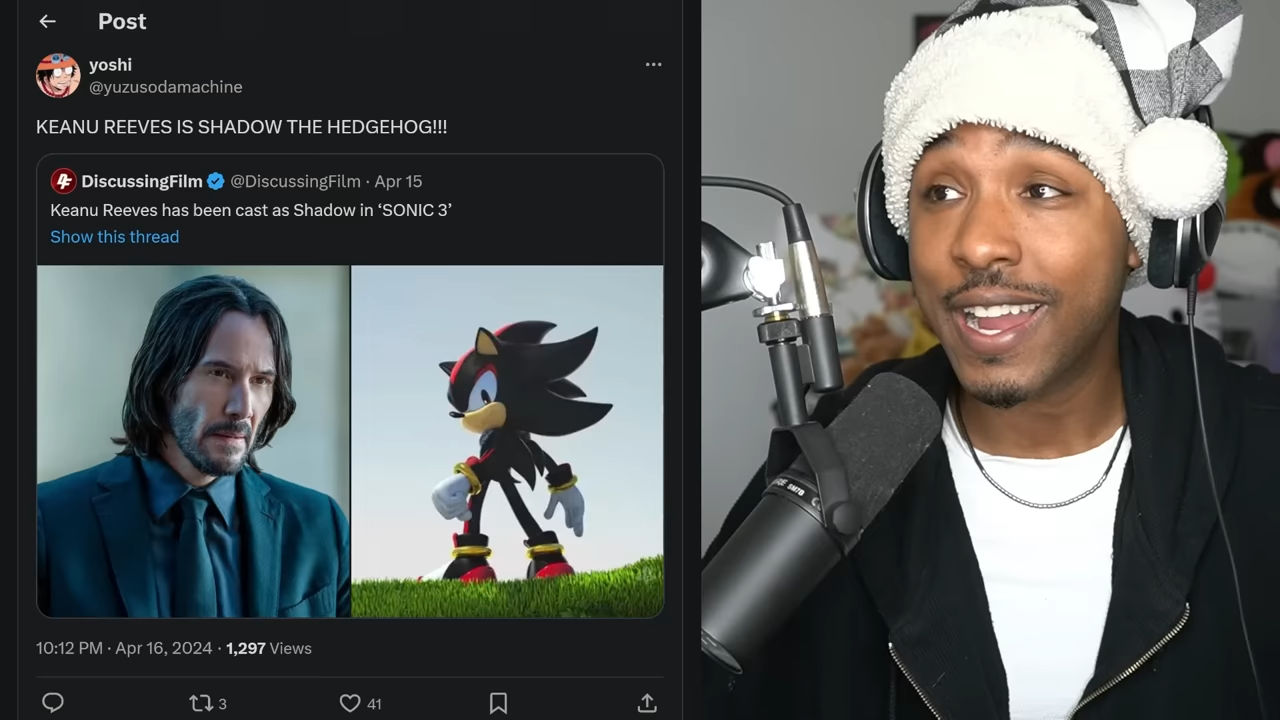 Post
yoshi
@yuzusodamachine
KEANU REEVES IS SHADOW THE HEDGEHOG!!!
DiscussingFilm @DiscussingFilm · Apr 15
Keanu Reeves has been cast as Shadow in ‘SONIC 3’
Show this thread
10:12 PM · Apr 16, 2024 · 1,297 Views
3
41
SM7B